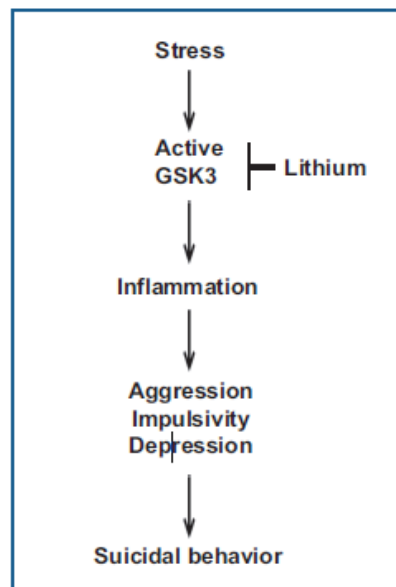 Stress
Active
GSK3
Lithium
Inflammation
Aggression
Impulsivity
Depression
Suicidal behavior